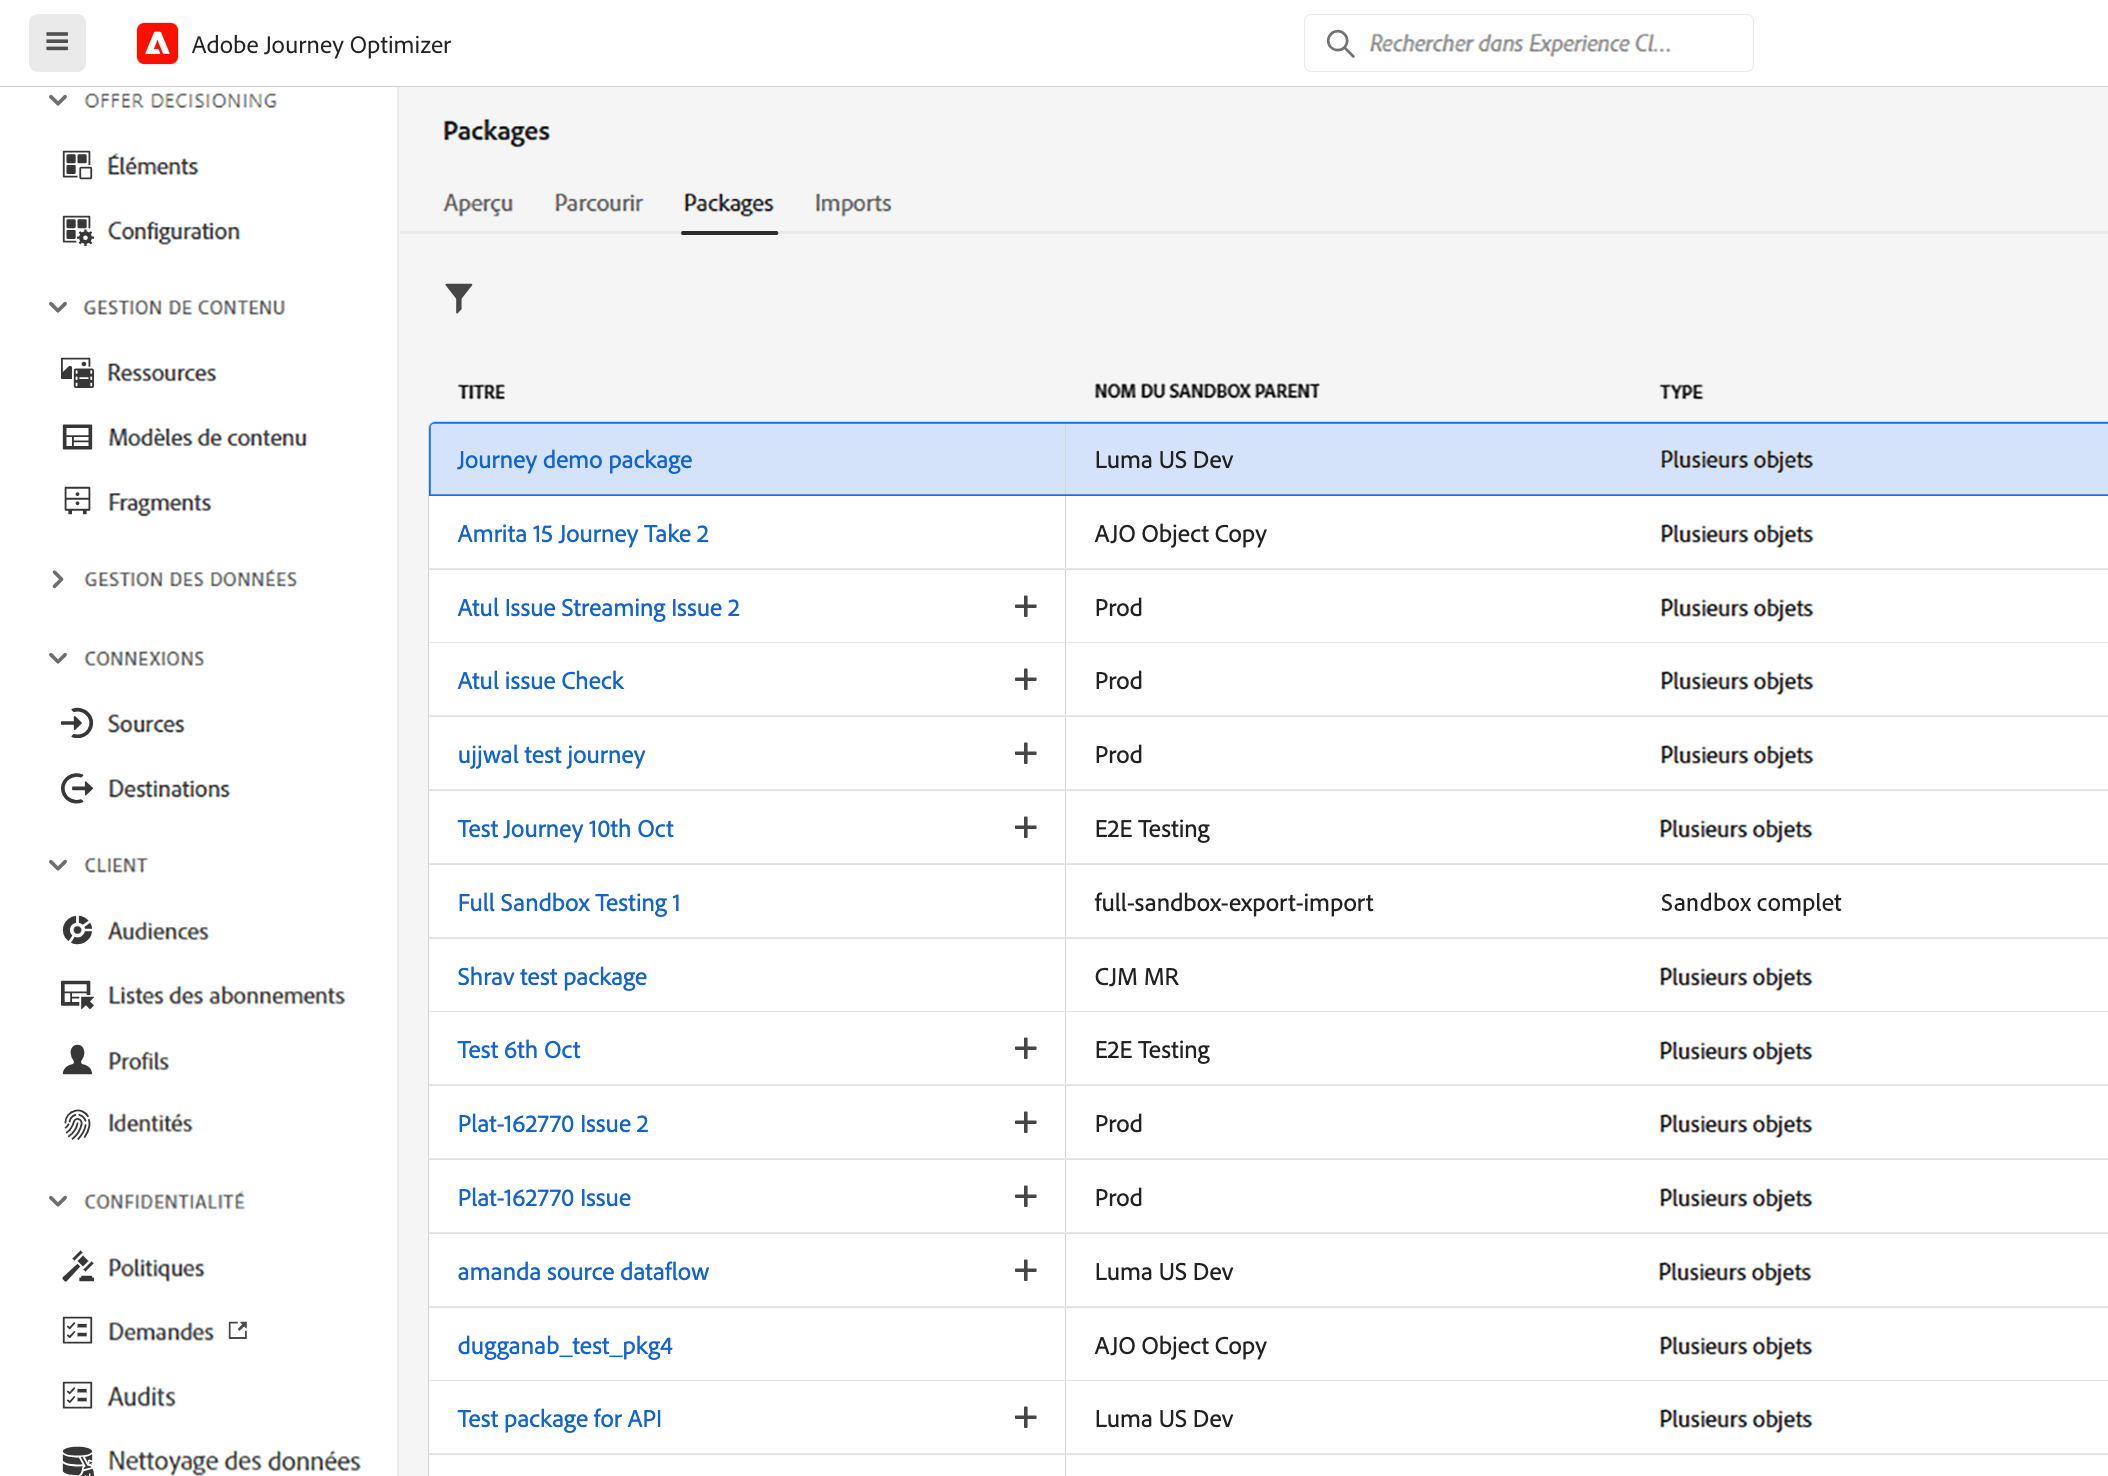 Adobe Journey Optimizer
Rechercher dans Experience Cl...
OFFER DECISIONING
Éléments
Configuration
GESTION DE CONTENU
Ressources
Modèles de contenu
Fragments
GESTION DES DONNÉES
CONNEXIONS
Sources
Destinations
CLIENT
Audiences
Listes des abonnements
Profils
Identités
CONFIDENTIALITÉ
Politiques
Demandes
Audits
Nettoyage des données
Packages
Aperçu Parcourir Packages Imports
TITRE NOM DU SANDBOX PARENT TYPE
Journey demo package Luma US Dev Plusieurs objets
Amrita 15 Journey Take 2 AJO Object Copy Plusieurs objets
Atul Issue Streaming Issue 2 Prod Plusieurs objets
Atul issue Check Prod Plusieurs objets
ujjwal test journey Prod Plusieurs objets
Test Journey 10th Oct E2E Testing Plusieurs objets
Full Sandbox Testing 1 full-sandbox-export-import Sandbox complet
Shrav test package CJM MR Plusieurs objets
Test 6th Oct E2E Testing Plusieurs objets
Plat-162770 Issue 2 Prod Plusieurs objets
Plat-162770 Issue Prod Plusieurs objets
amanda source dataflow Luma US Dev Plusieurs objets
dugganab_test_pkg4 AJO Object Copy Plusieurs objets
Test package for API Luma US Dev Plusieurs objets